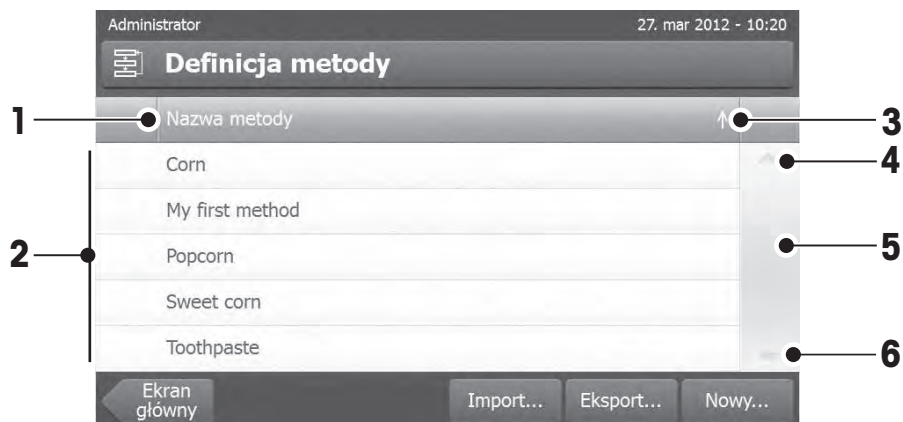 Administrator 27. mar 2012 - 10:20
Definicja metody
1 Nazwa metody 3
Corn 4
My first method
2 Popcorn 5
Sweet corn
Toothpaste 6
Ekran
główny
Import... Eksport... Nowy...